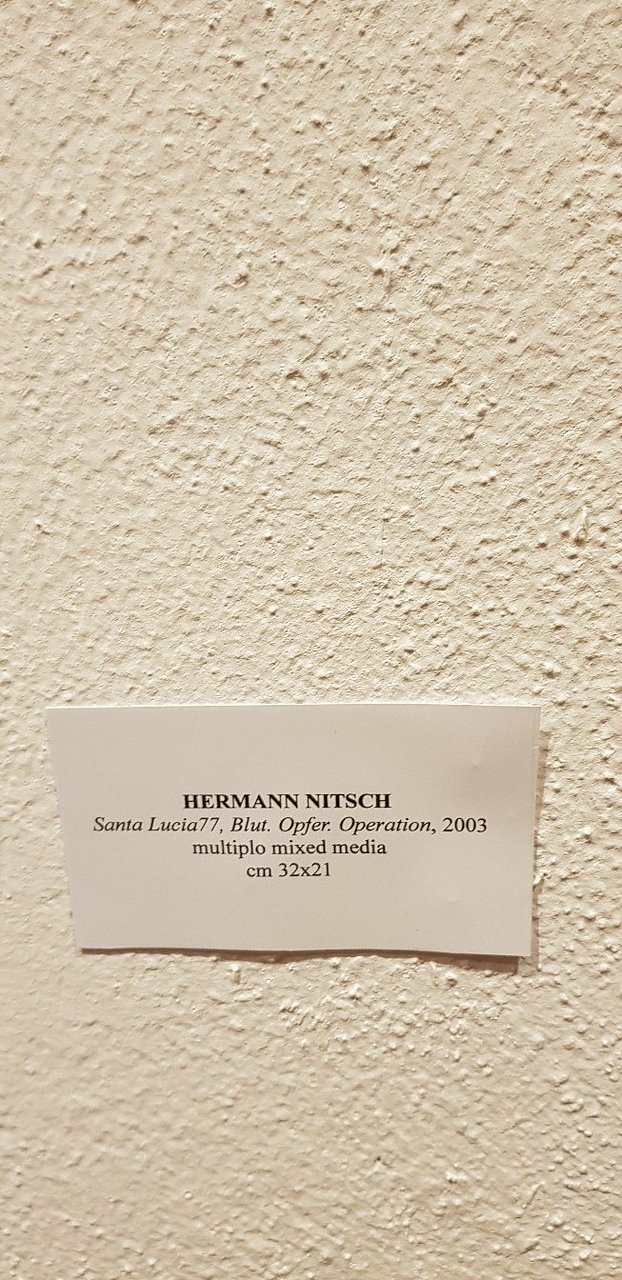 HERMANN NITSCH
Santa Lucia77, Blut. Opfer. Operation, 2003
multiplo mixed media
cm 32x21